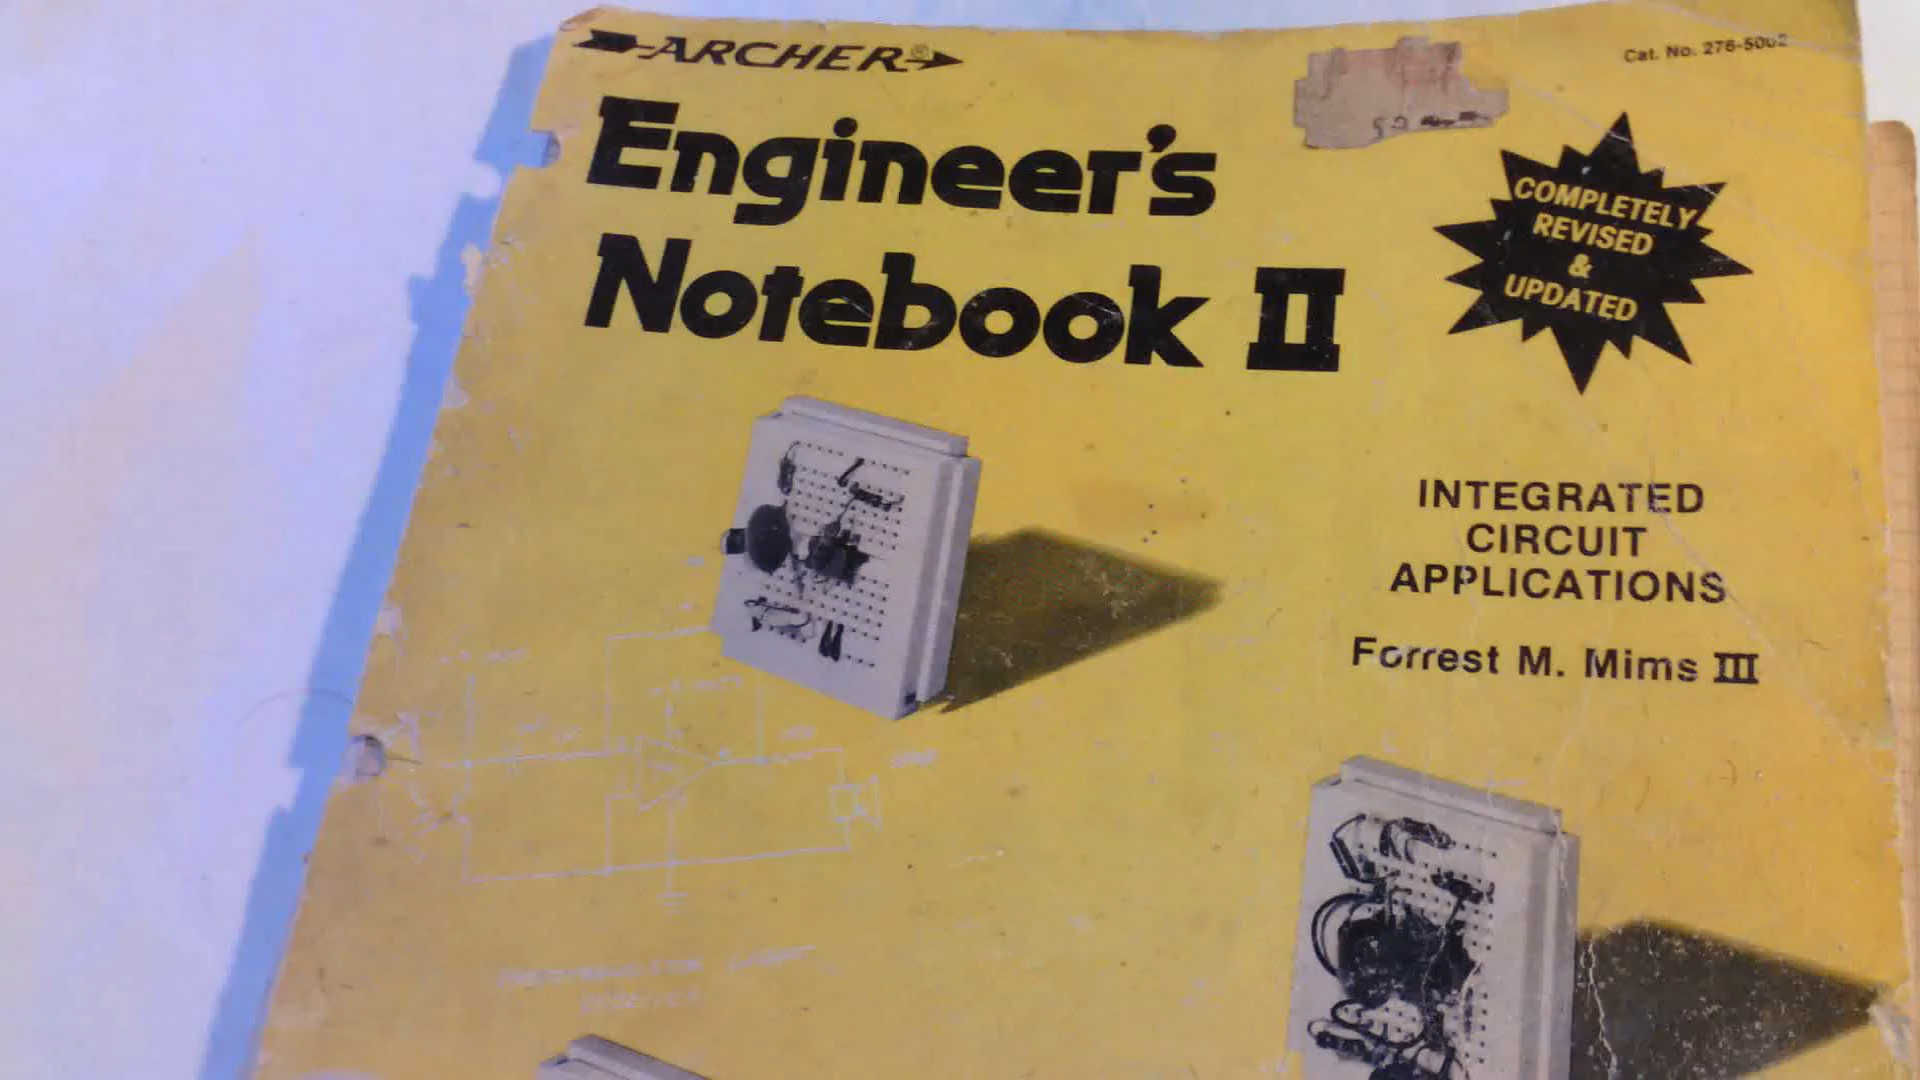 ARCHER®
Cat. No. 276-5002
Engineer's
Notebook II
COMPLETELY
REVISED
&
UPDATED
INTEGRATED
CIRCUIT
APPLICATIONS
Forrest M. Mims III